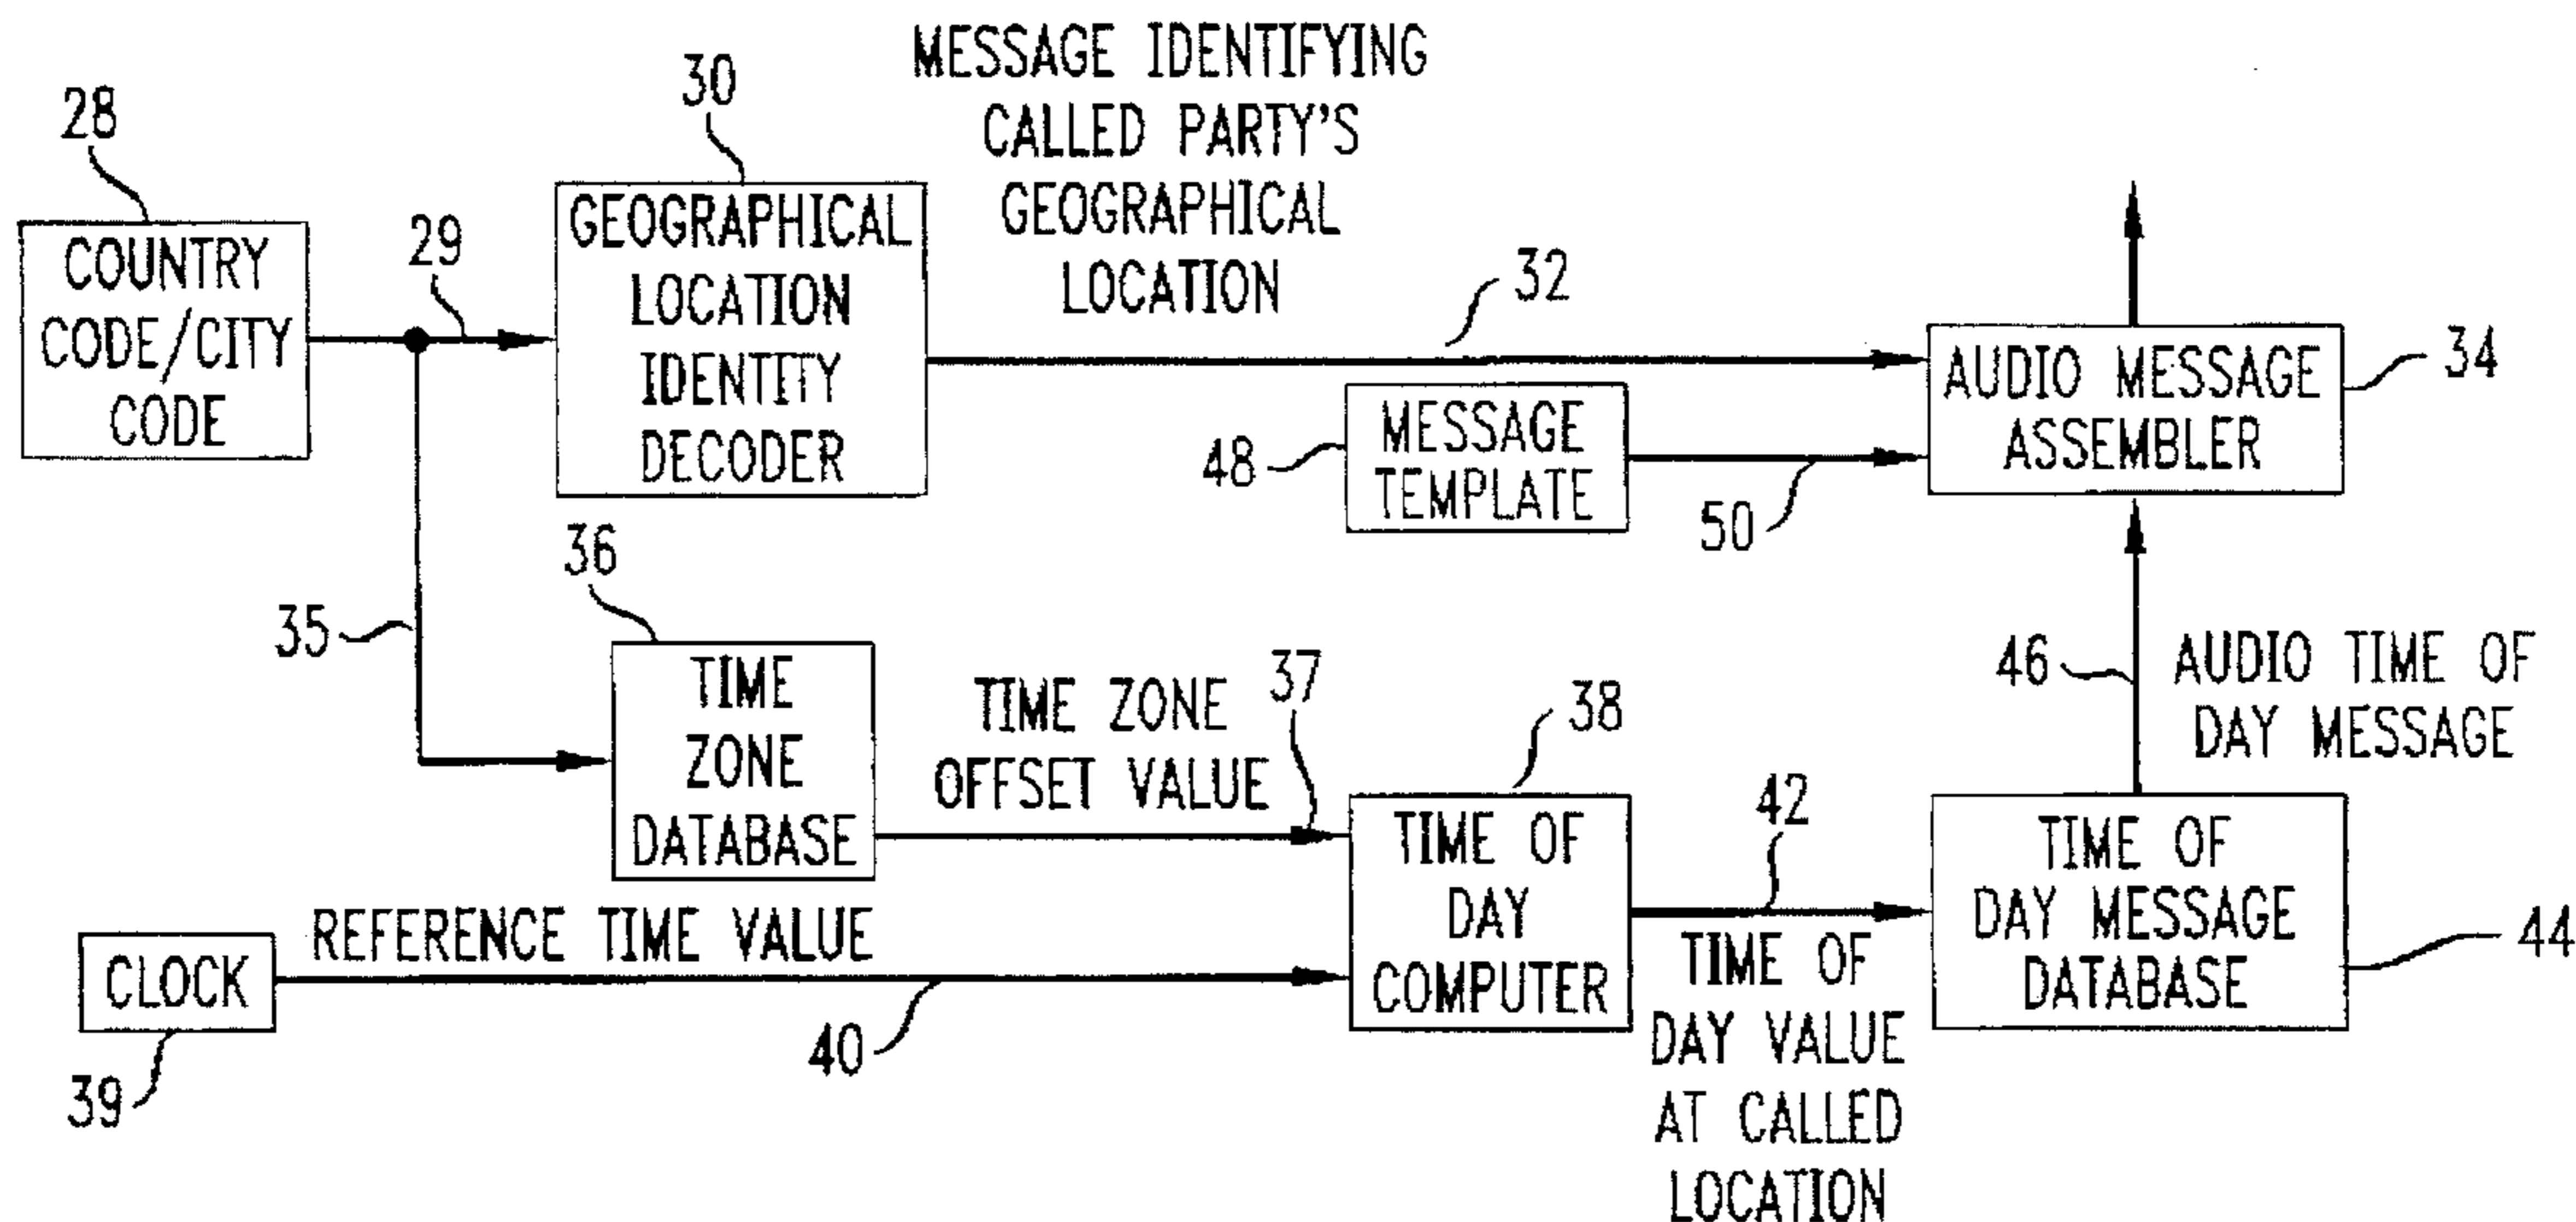 28
COUNTRY
CODE/CITY
CODE
29
30
GEOGRAPHICAL
LOCATION
IDENTITY
DECODER
MESSAGE IDENTIFYING
CALLED PARTY'S
GEOGRAPHICAL
LOCATION
32
MESSAGE
TEMPLATE
48
50
AUDIO MESSAGE
ASSEMBLER
34
35
36
TIME
ZONE
DATABASE
TIME ZONE
OFFSET VALUE
37
38
TIME OF
DAY
COMPUTER
CLOCK
39
REFERENCE TIME VALUE
40
42
TIME OF
DAY VALUE
AT CALLED
LOCATION
TIME OF
DAY MESSAGE
DATABASE
44
46
AUDIO TIME OF
DAY MESSAGE